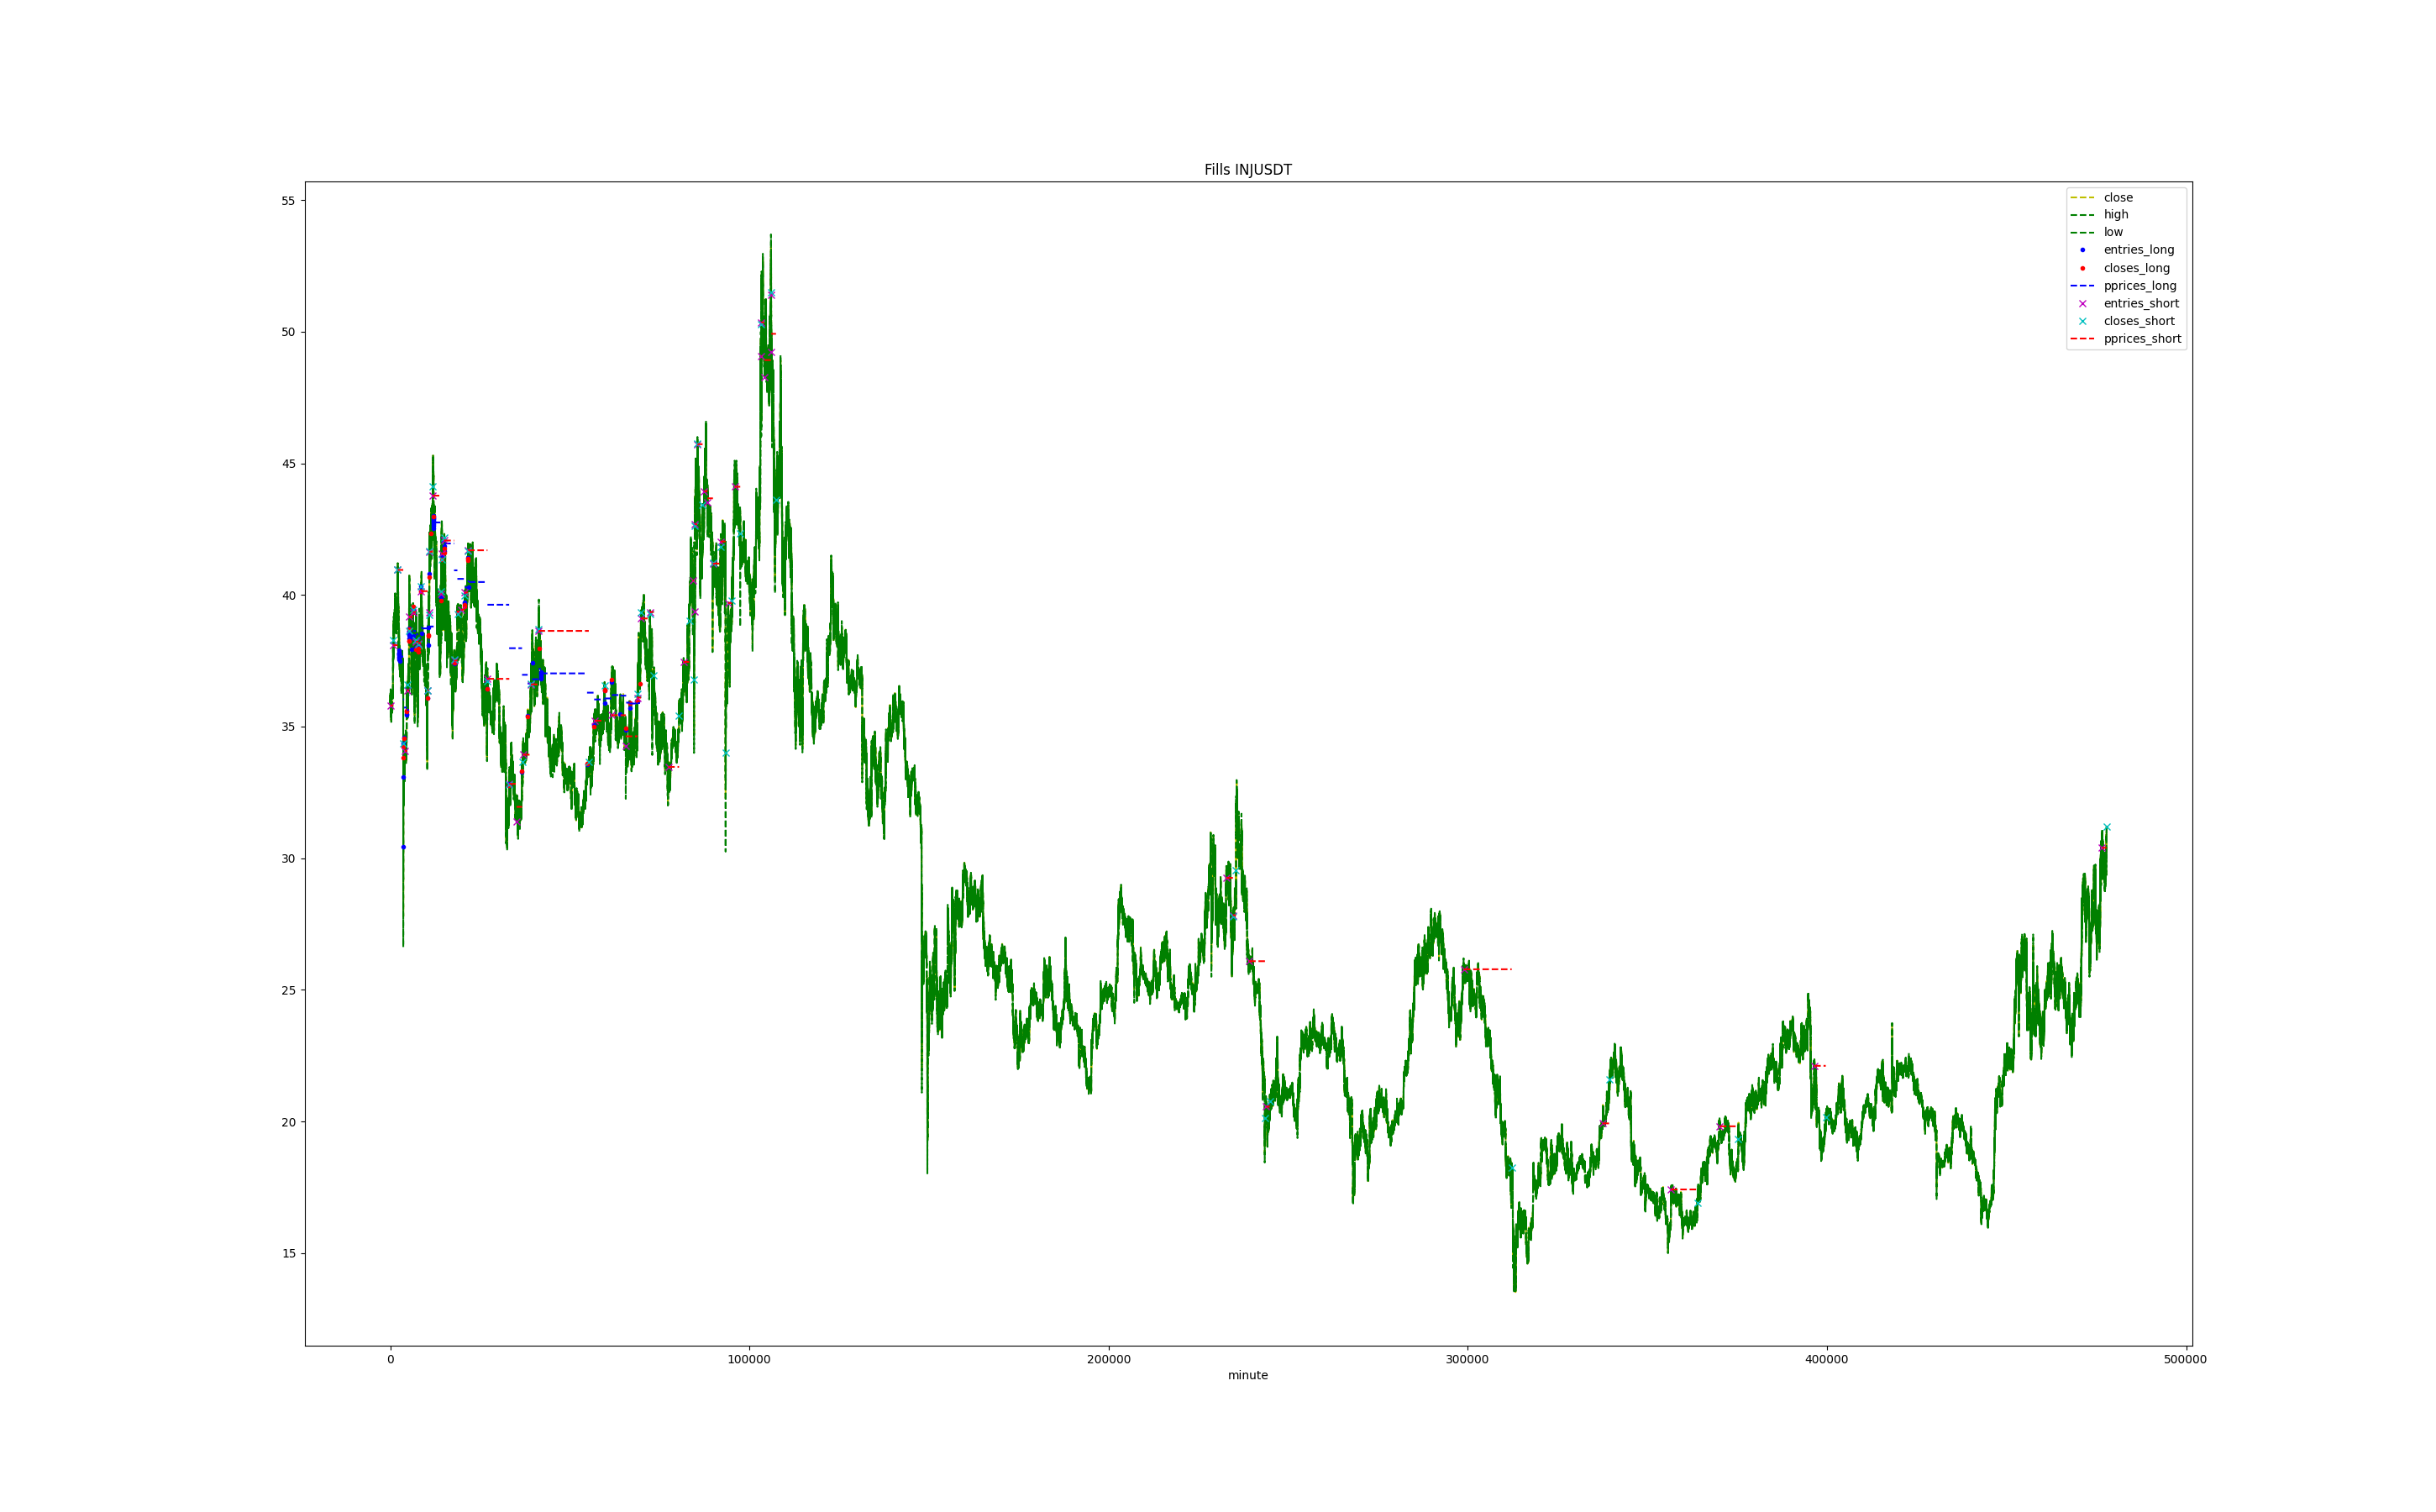 Fills INJUSDT
close
high
low
entries_long
closes_long
pprices_long
entries_short
closes_short
pprices_short
55
50
45
40
35
30
25
20
15
0
100000
200000
300000
400000
500000
minute